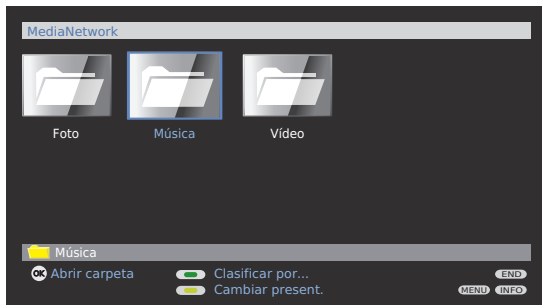 MediaNetwork
Foto Música Vídeo
Música
OK Abrir carpeta Clasificar por... END
Cambiar present. MENU INFO